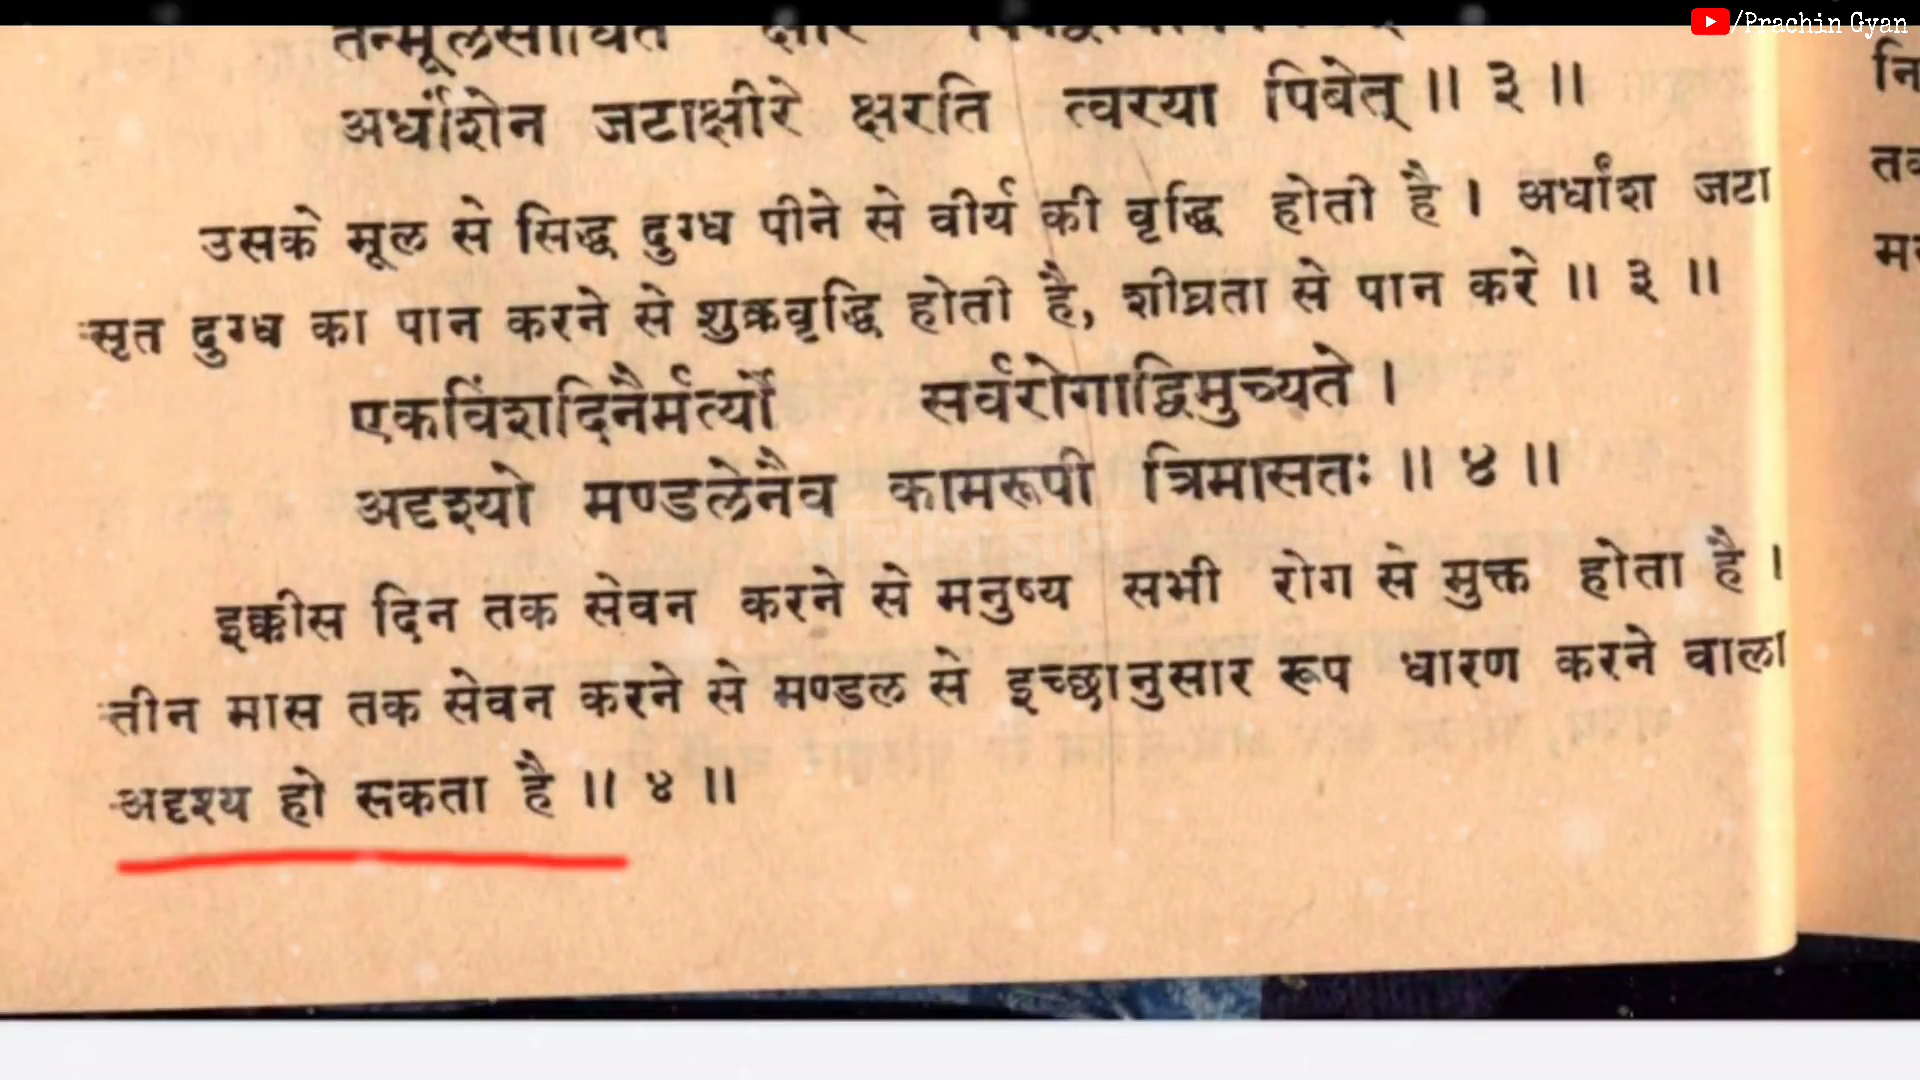 /Prachin Gyan
अर्धांशेन जटाक्षीरे क्षरति त्वरया पिबेत् ॥ ३ ॥
उसके मूल से सिद्ध दुग्ध पीने से वीर्य की वृद्धि होती है । अर्धांश जटा
सृत दुग्ध का पान करने से शुक्रवृद्धि होती है, शीघ्रता से पान करे ॥ ३ ॥
एकविंशदिनैर्मर्त्यो सर्वरोगाद्विमुच्यते ।
अदृश्यो मण्डलेनैव कामरूपी त्रिमासतः ॥ ४ ॥
प्राचीन ज्ञान
इक्कीस दिन तक सेवन करने से मनुष्य सभी रोग से मुक्त होता है ।
तीन मास तक सेवन करने से मण्डल से इच्छानुसार रूप धारण करने वाला
अदृश्य हो सकता है ॥ ४ ॥